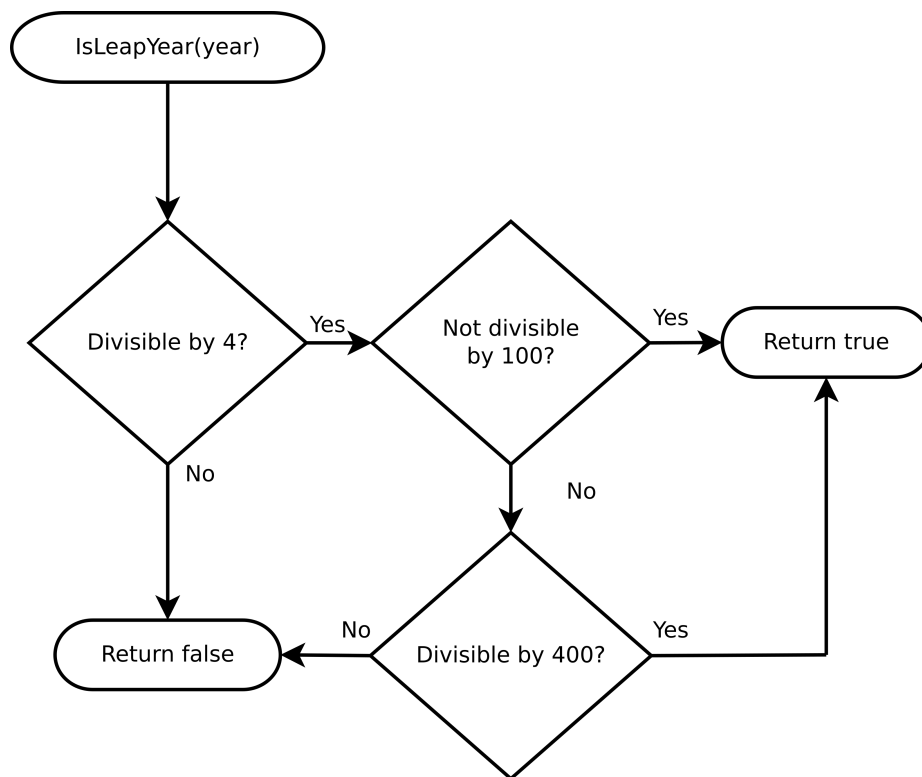 IsLeapYear(year)
Divisible by 4?
Yes
Not divisible
by 100?
Yes
Return true
No
No
Return false
No
Divisible by 400?
Yes